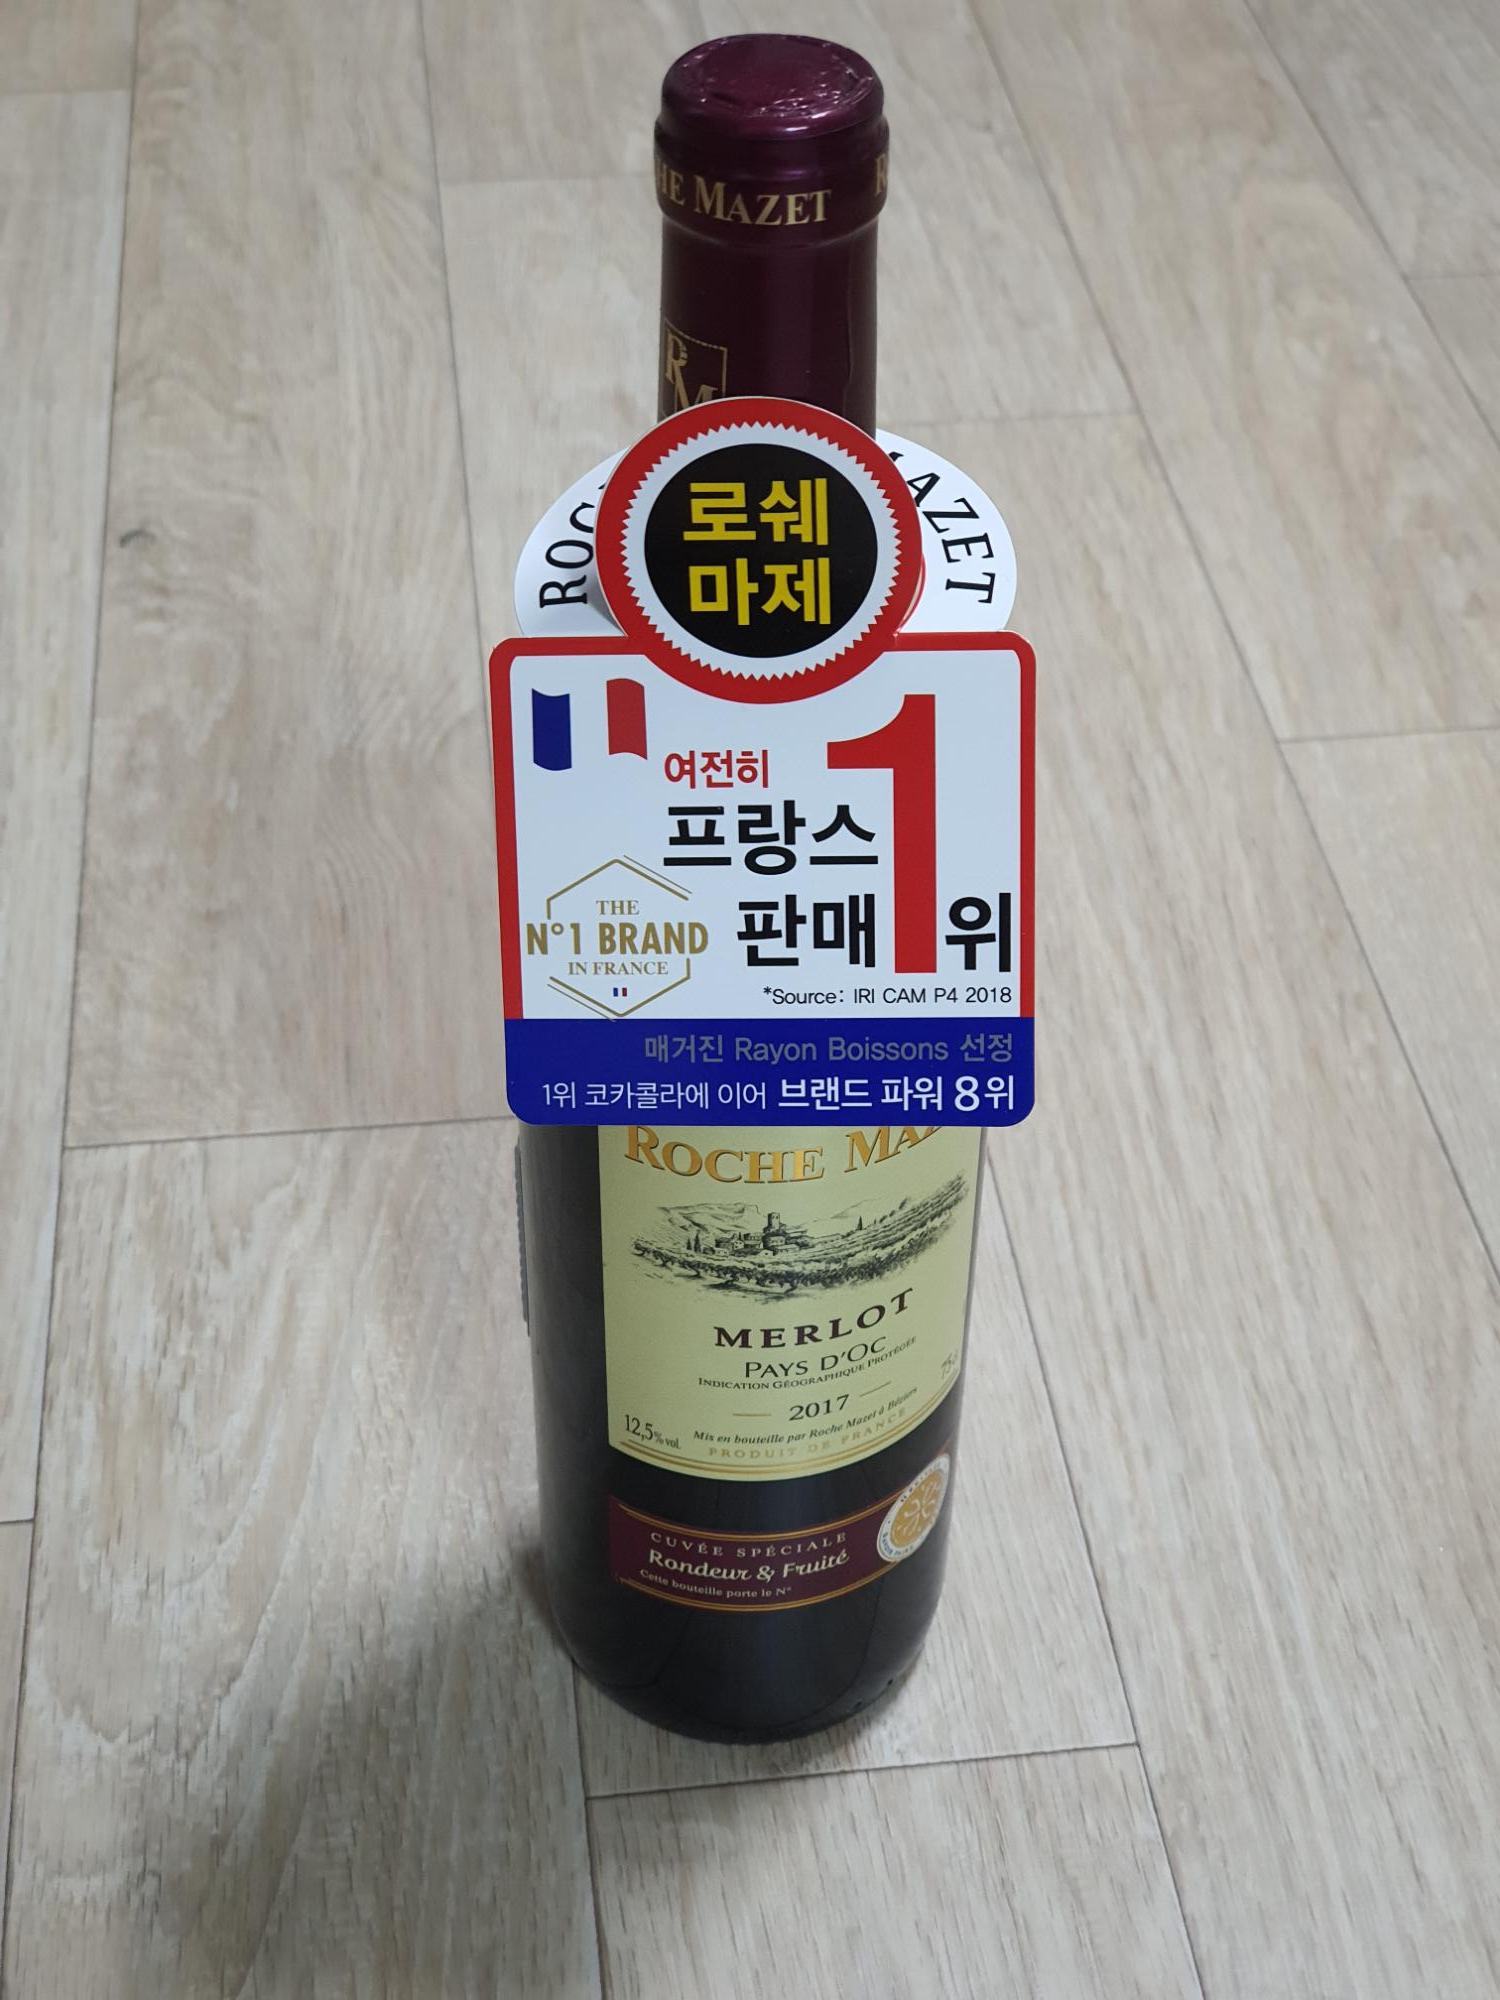 HE MAZET
RM
로쉐
마제
MAZET
여전히
프랑스
판매 1위
THE
N°1 BRAND
IN FRANCE
*Source: IRI CAM P4 2018
매거진 Rayon Boissons 선정
1위 코카콜라에 이어 브랜드 파워 8위
ROCHE
MERLOT
PAYS D'OC
INDICATION GÉOGRAPHIQUE PROTÉGÉE
2017
12,5% vol.
Mis en bouteille par Roche Mazet à Béziers
PRODUIT DE FRANCE
CUVÉE SPÉCIALE
Rondeur & Fruité
Cette bouteille porte le N°